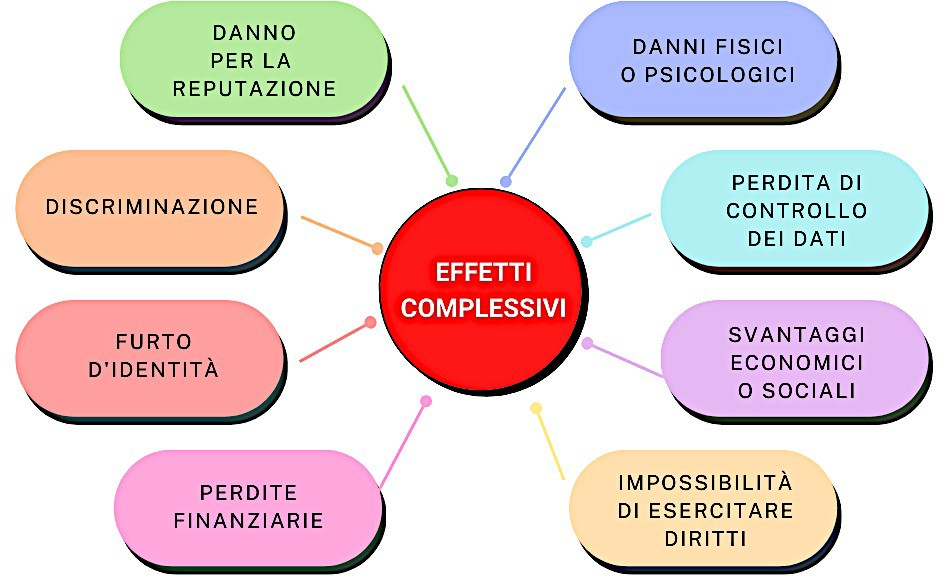 DANNO
PER LA
REPUTAZIONE
DANNI FISICI
O PSICOLOGICI
DISCRIMINAZIONE
PERDITA DI
CONTROLLO
DEI DATI
EFFETTI
COMPLESSIVI
FURTO
D'IDENTITÀ
SVANTAGGI
ECONOMICI
O SOCIALI
PERDITE
FINANZIARIE
IMPOSSIBILITÀ
DI ESERCITARE
DIRITTI